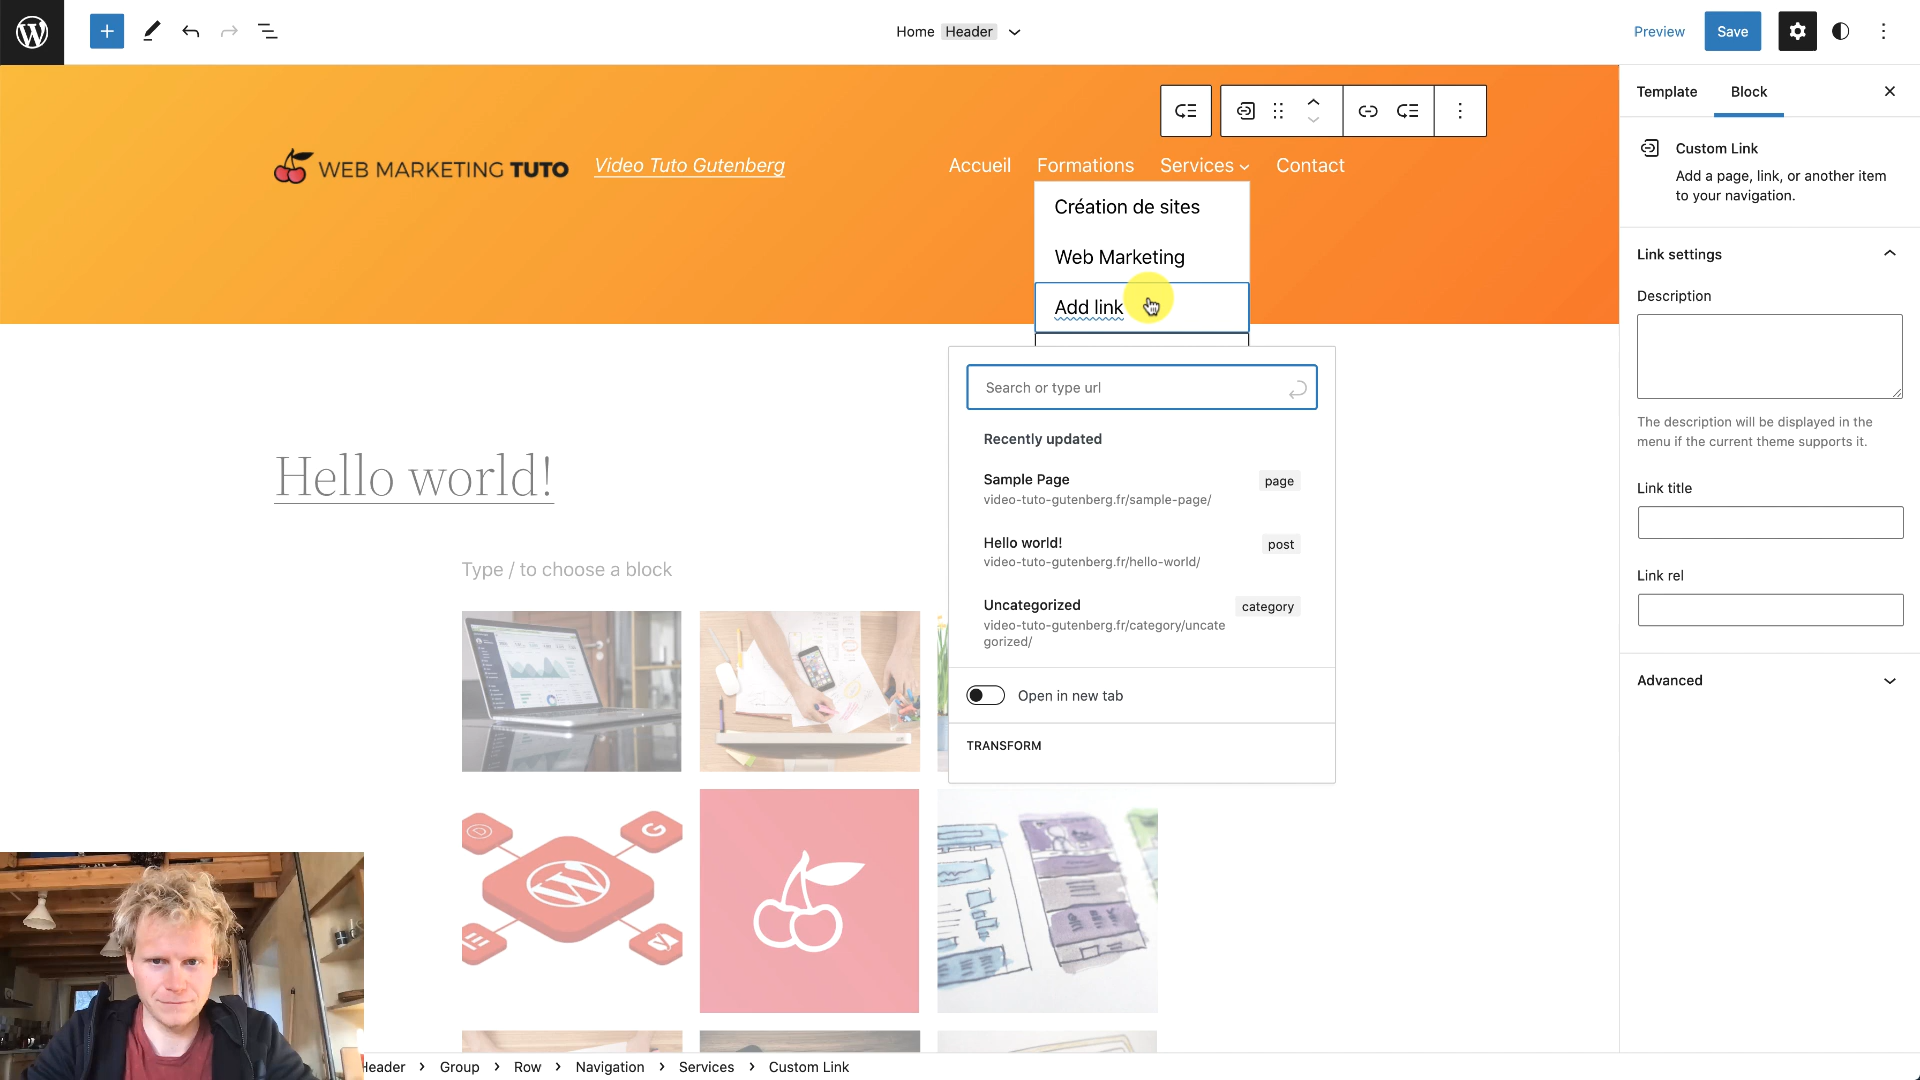 Home Header
Preview
Save
Template
Block
WEB MARKETING TUTO
Video Tuto Gutenberg
Accueil
Formations
Services
Contact
Création de sites
Web Marketing
Add link
Custom Link
Add a page, link, or another item
to your navigation.
Link settings
Description
The description will be displayed in the
menu if the current theme supports it.
Link title
Link rel
Advanced
Search or type url
Recently updated
Sample Page
page
video-tuto-gutenberg.fr/sample-page/
Hello world!
post
video-tuto-gutenberg.fr/hello-world/
Uncategorized
category
video-tuto-gutenberg.fr/category/uncate
gorized/
Open in new tab
TRANSFORM
Hello world!
Type / to choose a block
Header > Group > Row > Navigation > Services > Custom Link